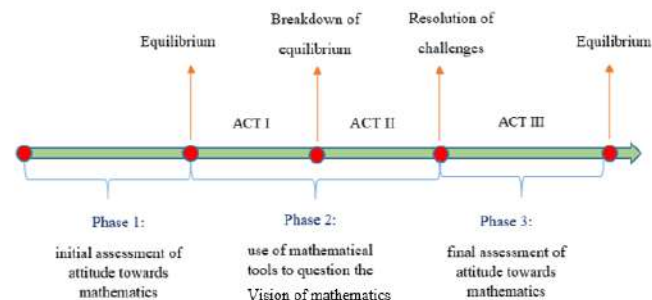 Equilibrium
Breakdown of
equilibrium
Resolution of
challenges
Equilibrium
ACT I
ACT II
ACT III
Phase 1:
initial assessment of
attitude towards
mathematics
Phase 2:
use of mathematical
tools to question the
Vision of mathematics
Phase 3:
final assessment of
attitude towards
mathematics